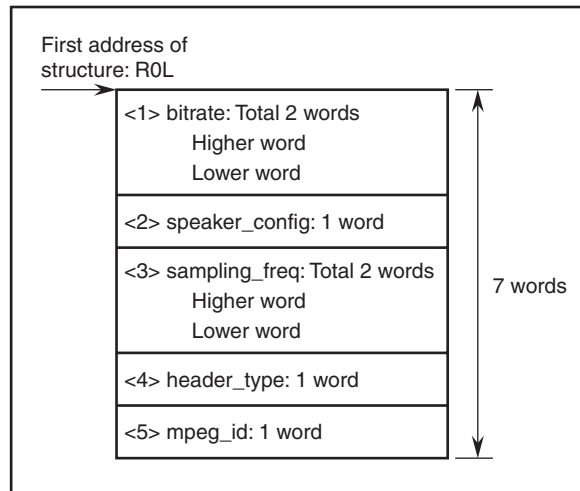 First address of
structure: R0L
<1> bitrate: Total 2 words
Higher word
Lower word
<2> speaker_config: 1 word
<3> sampling_freq: Total 2 words
Higher word
Lower word
7 words
<4> header_type: 1 word
<5> mpeg_id: 1 word